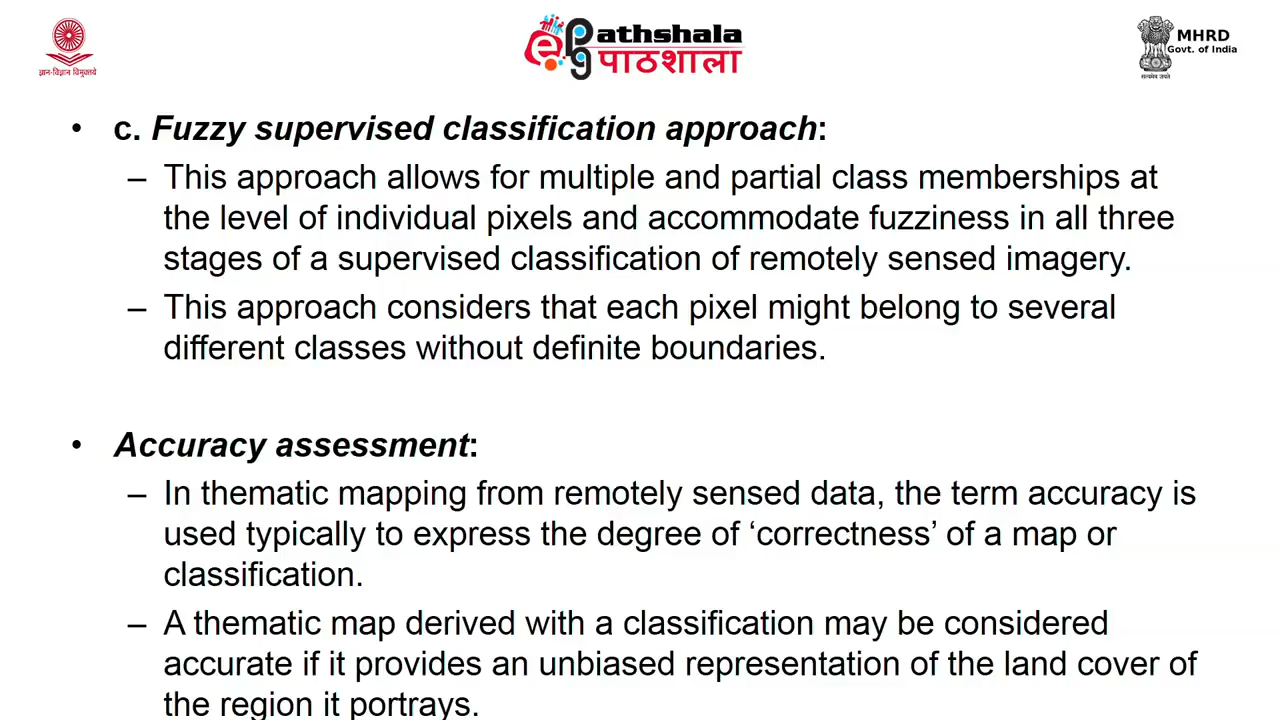 ज्ञान-विज्ञान विमुक्तये
e PG athshala
पाठशाला
MHRD
Govt. of India
सत्यमेव जयते
• c. Fuzzy supervised classification approach:
– This approach allows for multiple and partial class memberships at
the level of individual pixels and accommodate fuzziness in all three
stages of a supervised classification of remotely sensed imagery.
– This approach considers that each pixel might belong to several
different classes without definite boundaries.
• Accuracy assessment:
– In thematic mapping from remotely sensed data, the term accuracy is
used typically to express the degree of ‘correctness’ of a map or
classification.
– A thematic map derived with a classification may be considered
accurate if it provides an unbiased representation of the land cover of
the region it portrays.